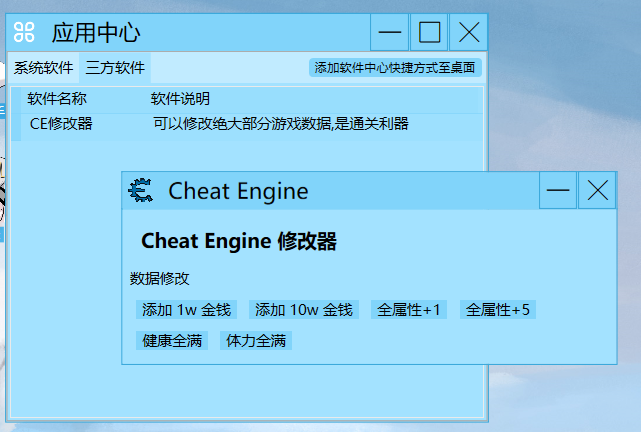 应用中心
系统软件 三方软件 添加软件中心快捷方式至桌面
软件名称 软件说明
CE修改器 可以修改绝大部分游戏数据,是通关利器
Cheat Engine
Cheat Engine 修改器
数据修改
添加 1w 金钱 添加 10w 金钱 全属性+1 全属性+5
健康全满 体力全满